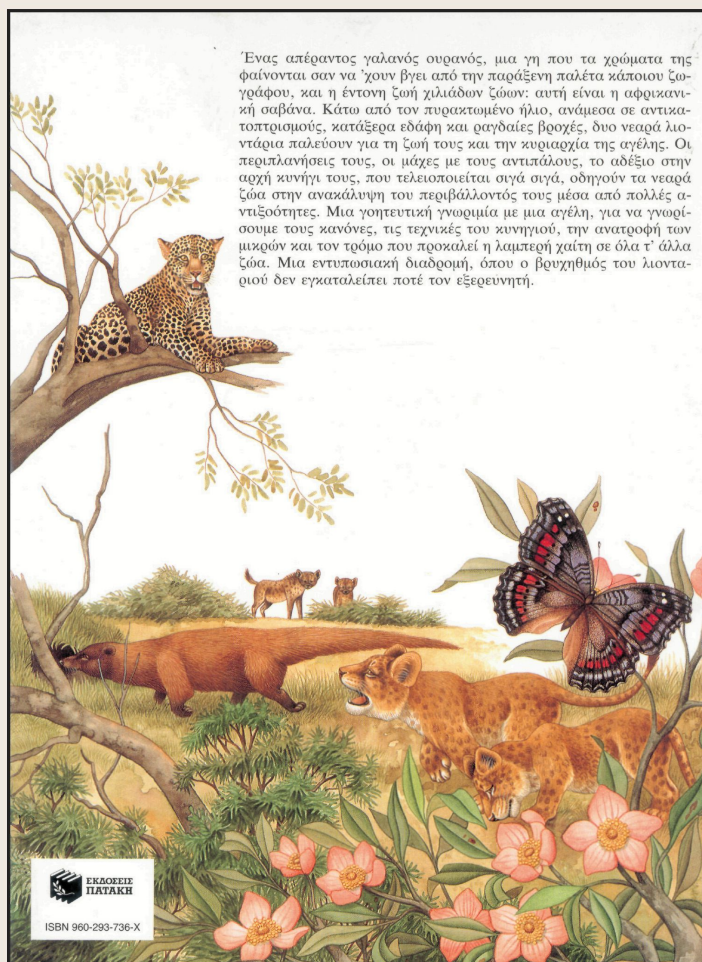 Ένας απέραντος γαλανός ουρανός, μια γη που τα χρώματα της
φαίνονται σαν να 'χουν βγει από την παράξενη παλέτα κάποιου ζω-
γράφου, και η έντονη ζωή χιλιάδων ζώων: αυτή είναι η αφρικανι-
κή σαβάνα. Κάτω από τον πυρακτωμένο ήλιο, ανάμεσα σε αντικα-
τοπτρισμούς, κατάξερα εδάφη και ραγδαίες βροχές, δυο νεαρά λιο-
ντάρια παλεύουν για τη ζωή τους και την κυριαρχία της αγέλης. Οι
περιπλανήσεις τους, οι μάχες με τους αντιπάλους, το αδέξιο στην
αρχή κυνήγι τους, που τελειοποιείται σιγά σιγά, οδηγούν τα νεαρά
ζώα στην ανακάλυψη του περιβάλλοντός τους μέσα από πολλές α-
ντιξοότητες. Μια γοητευτική γνωριμία με μια αγέλη, για να γνωρί-
σουμε τους κανόνες, τις τεχνικές του κυνηγιού, την ανατροφή των
μικρών και τον τρόμο που προκαλεί η λαμπερή χαίτη σε όλα τ' άλλα
ζώα. Μια εντυπωσιακή διαδρομή, όπου ο βρυχηθμός του λιοντα-
ριού δεν εγκαταλείπει ποτέ τον εξερευνητή.
ΕΚΔΟΣΕΙΣ
ΠΑΤΑΚΗ
ISBN 960-293-736-X